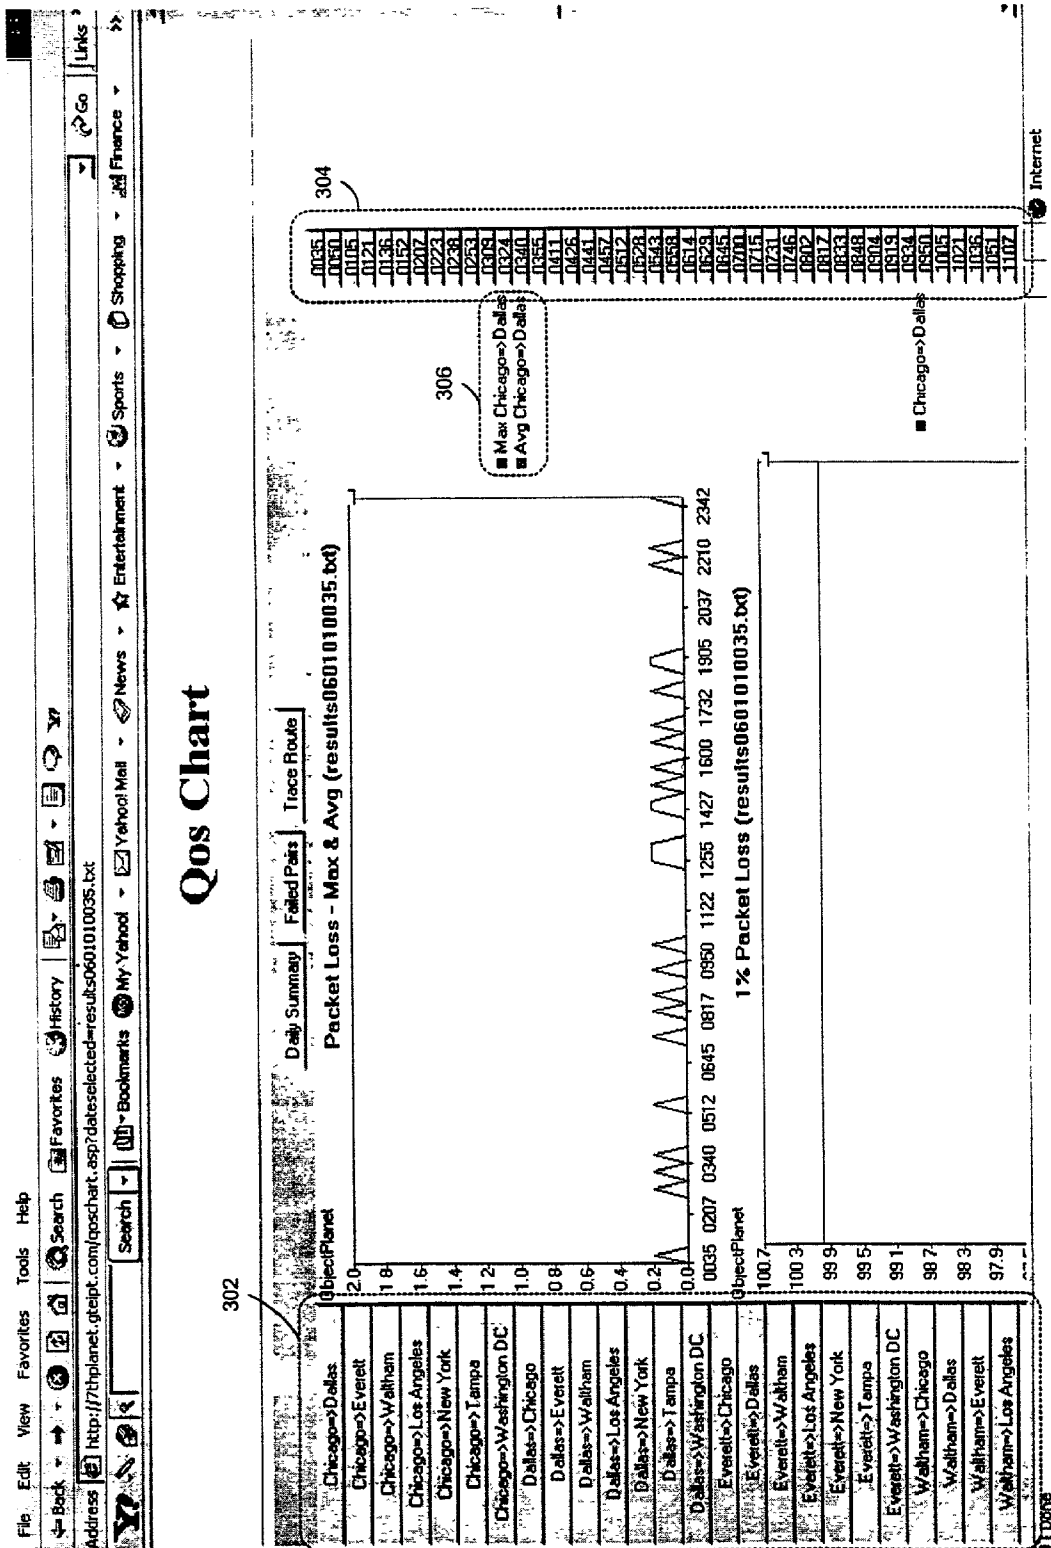 File Edit View Favorites Tools Help
Back Search Favorites History
Address http://7thplanet.gteipt.com/qoschart.asp?dateselected=results0601010035.txt Go Links
Y? Search Bookmarks My Yahoo! Yahoo! Mail News Entertainment Sports Shopping Finance
Qos Chart
302
Daily Summary Failed Pairs Trace Route
Chicago=>Dallas
Chicago=>Everett
Chicago=>Waltham
Chicago=>Los Angeles
Chicago=>New York
Chicago=>Tampa
Chicago=>Washington DC
Dallas=>Chicago
Dallas=>Everett
Dallas=>Waltham
Dallas=>Los Angeles
Dallas=>New York
Dallas=>Tampa
Dallas=>Washington DC
Everett=>Chicago
Everett=>Dallas
Everett=>Waltham
Everett=>Los Angeles
Everett=>New York
Everett=>Tampa
Everett=>Washington DC
Waltham=>Chicago
Waltham=>Dallas
Waltham=>Everett
Waltham=>Los Angeles
ObjectPlanet
Packet Loss - Max & Avg (results0601010035.txt)
2.0
1.8
1.6
1.4
1.2
1.0
0.8
0.6
0.4
0.2
0.0
0035 0207 0340 0512 0645 0817 0950 1122 1255 1427 1600 1732 1905 2037 2210 2342
306
Max Chicago=>Dallas
Avg Chicago=>Dallas
ObjectPlanet
1% Packet Loss (results0601010035.txt)
100.7
100.3
99.9
99.5
99.1
98.7
98.3
97.9
Chicago=>Dallas
304
0035
0050
0105
0121
0136
0152
0207
0223
0238
0253
0309
0324
0340
0355
0411
0426
0441
0457
0512
0528
0543
0558
0614
0629
0645
0700
0715
0731
0746
0802
0817
0833
0848
0904
0919
0934
0950
1005
1021
1036
1051
1107
Done
Internet